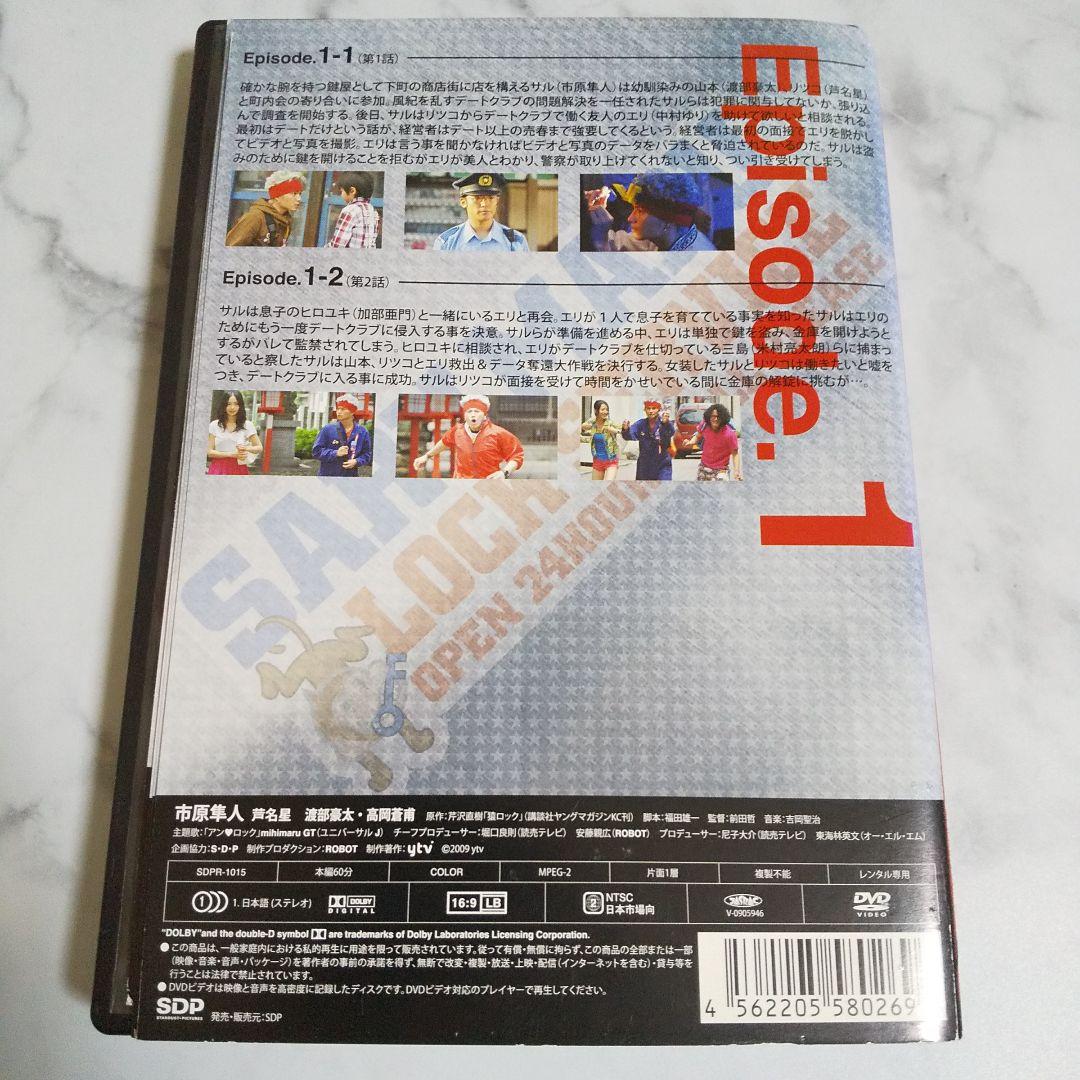 Episode.1-1(第1話)
確かな腕を持つ鍵屋として下町の商店街に店を構えるサル(市原隼人)は幼馴染みの山本(渡部豪太)、リツコ(芦名星)
と町内会の寄り合いに参加。風紀を乱すデートクラブの問題解決を一任されたサルらは犯罪に関与してないか、張り込
んで調査を開始する。後日、サルはリツコからデートクラブで働く友人のエリ(中村ゆり)を助けて欲しいと相談される。
最初はデートだけという話が、経営者はデート以上の売春まで強要してくるという。経営者は最初の面接でエリを脱がし
てビデオと写真を撮影。エリは言う事を聞かなければビデオと写真のデータをバラまくと脅迫されているのだ。サルは盗
みのために鍵を開けることを拒むがエリが美人とわかり、警察が取り上げてくれないと知り、つい引き受けてしまう。
Episode.1-2(第2話)
サルは息子のヒロユキ(加部亜門)と一緒にいるエリと再会。エリが1人で息子を育てている事実を知ったサルはエリの
ためにもう一度デートクラブに侵入する事を決意。サルらが準備を進める中、エリは単独で鍵を盗み、金庫を開けようと
するがバレて監禁されてしまう。ヒロユキに相談され、エリがデートクラブを仕切っている三島(米村亮太朗)らに捕まっ
ていると察したサルは山本、リツコとエリ救出&データ奪還大作戦を決行する。女装したサルとリツコは働きたいと嘘を
つき、デートクラブに入る事に成功。サルはリツコが面接を受けて時間をかせいでいる間に金庫の解錠に挑むが…。
Episode.1
LOCK
OPEN 24HOUR
市原隼人 芦名星 渡部豪太・高岡蒼甫 原作:芹沢直樹「猿ロック」(講談社ヤングマガジンKC刊) 脚本:福田雄一 監督:前田哲 音楽:吉岡聖治
主題歌:「アン♥ロック」mihimaru GT(ユニバーサル J) チーフプロデューサー:堀口良則(読売テレビ) 安藤親広(ROBOT) プロデューサー:尼子大介(読売テレビ) 東海林英文(オー・エル・エム)
企画協力:S・D・P 制作プロダクション:ROBOT 制作著作:ytv ©2009 ytv
SDPR-1015 本編60分 COLOR MPEG-2 片面1層 複製不能 レンタル専用
1. 日本語(ステレオ) DOLBY DIGITAL 16:9 LB 2 NTSC 日本市場向 V-0905946 DVD VIDEO
"DOLBY"and the double-D symbol are trademarks of Dolby Laboratories Licensing Corporation.
●この商品は、一般家庭内における私的再生に用途を限って販売されています。従って有償・無償に拘らず、この商品の全部または一部
(映像・音楽・音声・パッケージ)を著作者の事前の承諾を得ず、無断で改変・複製・放送・上映・配信(インターネットを含む)・貸与等を
行うことは法律で禁止されています。
●DVDビデオは映像と音声を高密度に記録したディスクです。DVDビデオ対応のプレイヤーで再生してください。
SDP STARDUST-PICTURES 発売・販売元:SDP
4 562205 580269